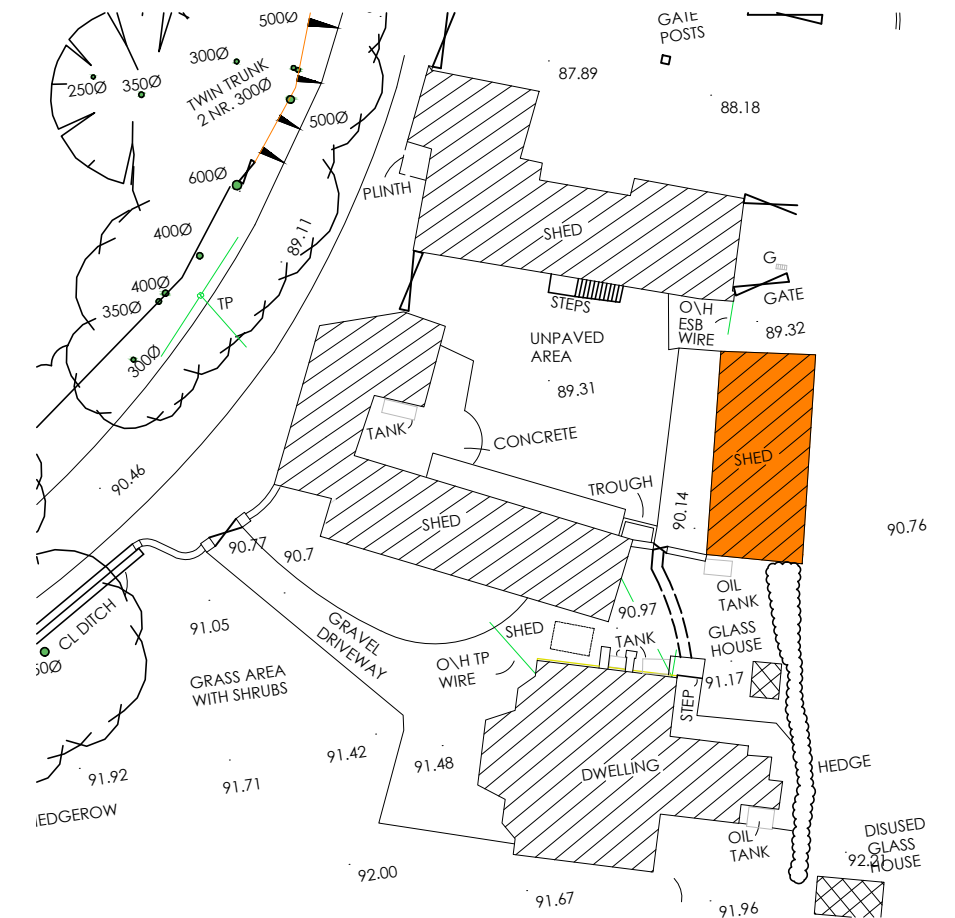 500Ø
GATE
POSTS
300Ø
87.89
250Ø
350Ø
TWIN TRUNK
2 NR. 300Ø
88.18
500Ø
600Ø
PLINTH
400Ø
89.11
SHED
G
400Ø
350Ø
TP
STEPS
O\H
ESB
WIRE
GATE
89.32
UNPAVED
AREA
300Ø
89.31
TANK
CONCRETE
SHED
90.46
TROUGH
90.14
SHED
90.76
90.77
90.7
OIL
TANK
CL DITCH
91.05
GRAVEL
DRIVEWAY
90.97
SHED
TANK
GLASS
HOUSE
50Ø
O\H TP
WIRE
GRASS AREA
WITH SHRUBS
91.17
STEP
91.42
91.48
DWELLING
HEDGE
91.92
91.71
HEDGEROW
OIL
TANK
DISUSED
GLASS
HOUSE
92.21
92.00
91.67
91.96